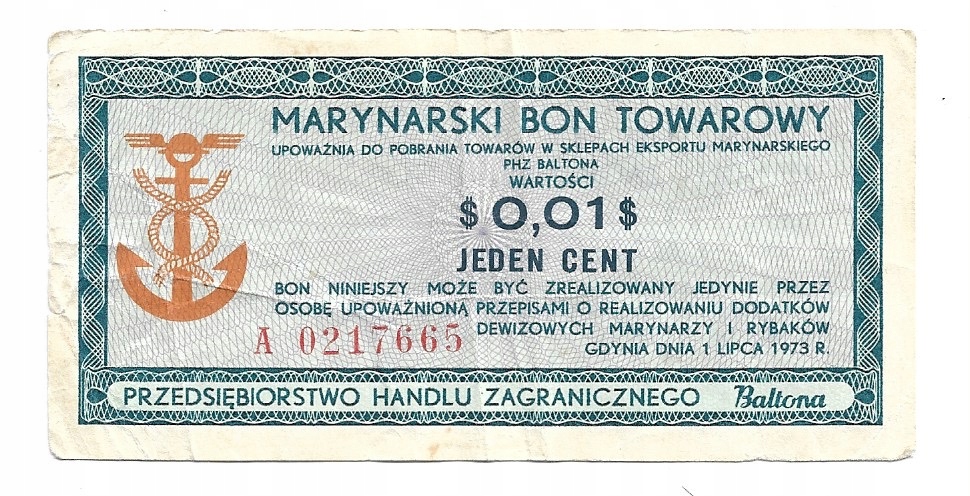 MARYNARSKI BON TOWAROWY
UPOWAŻNIA DO POBRANIA TOWARÓW W SKLEPACH EKSPORTU MARYNARSKIEGO
PHZ BALTONA
WARTOŚCI
$ 0,01 $
JEDEN CENT
BON NINIEJSZY MOŻE BYĆ ZREALIZOWANY JEDYNIE PRZEZ
OSOBĘ UPOWAŻNIONĄ PRZEPISAMI O REALIZOWANIU DODATKÓW
DEWIZOWYCH MARYNARZY I RYBAKÓW
A 0217665
GDYNIA DNIA 1 LIPCA 1973 R.
PRZEDSIĘBIORSTWO HANDLU ZAGRANICZNEGO Baltona